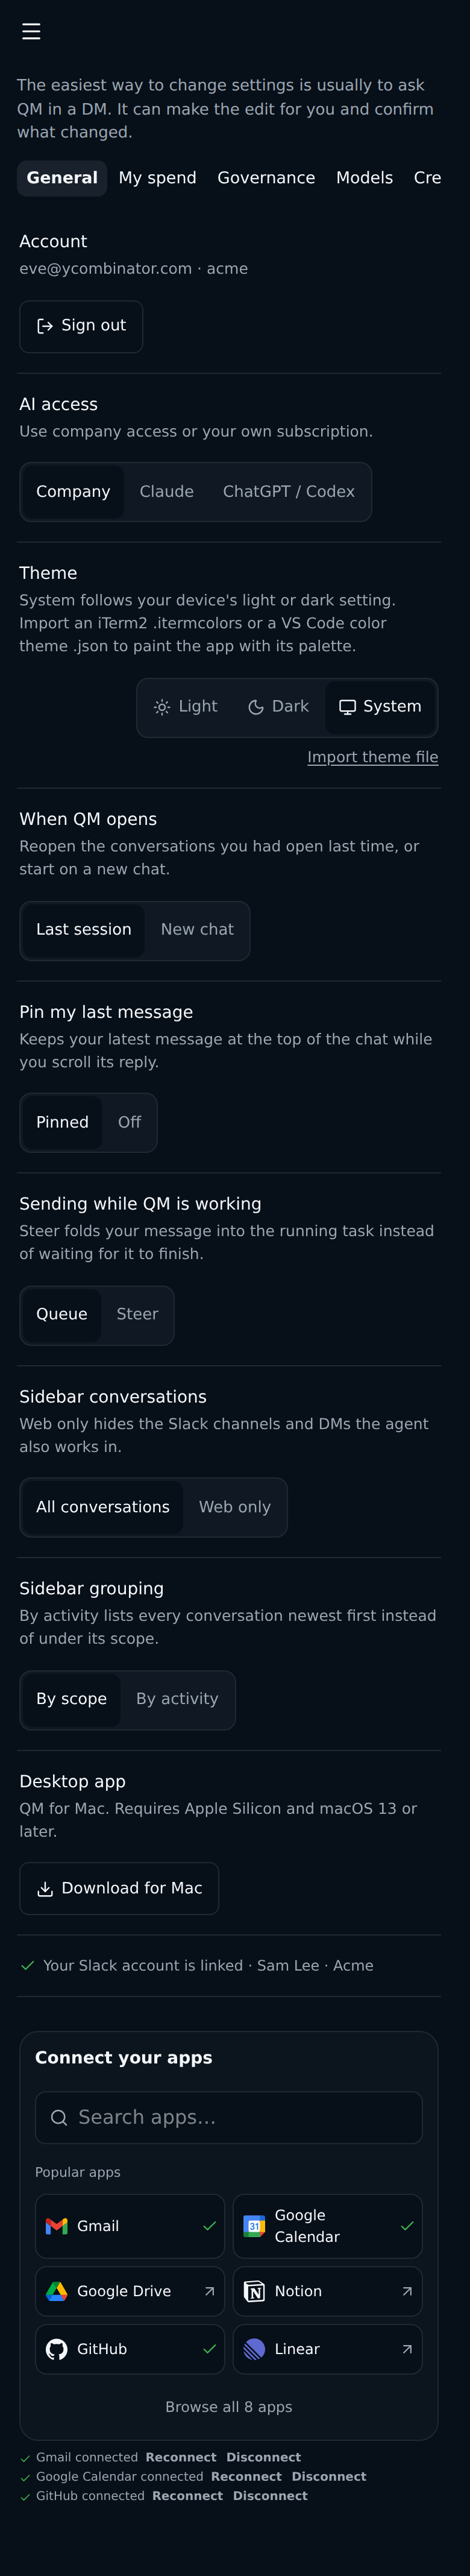 The easiest way to change settings is usually to ask
QM in a DM. It can make the edit for you and confirm
what changed.
General My spend Governance Models Cre
Account
eve@ycombinator.com · acme
Sign out
AI access
Use company access or your own subscription.
Company Claude ChatGPT / Codex
Theme
System follows your device's light or dark setting.
Import an iTerm2 .itermcolors or a VS Code color
theme .json to paint the app with its palette.
Light Dark System
Import theme file
When QM opens
Reopen the conversations you had open last time, or
start on a new chat.
Last session New chat
Pin my last message
Keeps your latest message at the top of the chat while
you scroll its reply.
Pinned Off
Sending while QM is working
Steer folds your message into the running task instead
of waiting for it to finish.
Queue Steer
Sidebar conversations
Web only hides the Slack channels and DMs the agent
also works in.
All conversations Web only
Sidebar grouping
By activity lists every conversation newest first instead
of under its scope.
By scope By activity
Desktop app
QM for Mac. Requires Apple Silicon and macOS 13 or
later.
Download for Mac
Your Slack account is linked · Sam Lee · Acme
Connect your apps
Search apps...
Popular apps
Gmail
31 Google
Calendar
Google Drive
Notion
GitHub
Linear
Browse all 8 apps
Gmail connected Reconnect Disconnect
Google Calendar connected Reconnect Disconnect
GitHub connected Reconnect Disconnect